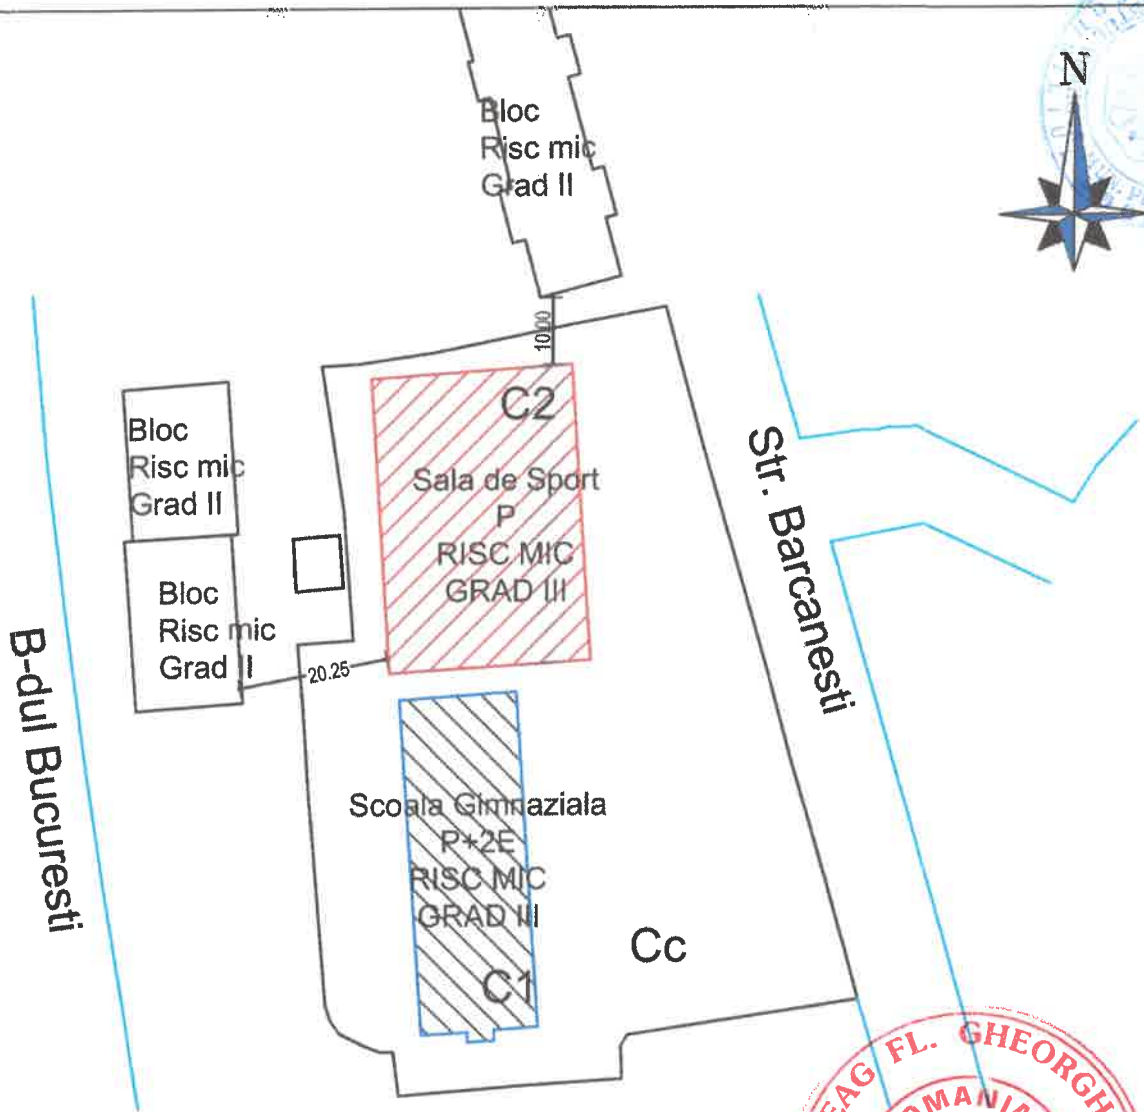 N
Bloc
Risc mic
Grad II
10.00
C2
Sala de Sport
P
RISC MIC
GRAD III
Bloc
Risc mic
Grad II
Bloc
Risc mic
Grad II
20.25
Str. Barcanesti
B-dul Bucuresti
Scoala Gimnaziala
P+2E
RISC MIC
GRAD III
C1
Cc
FL. GHEORGH